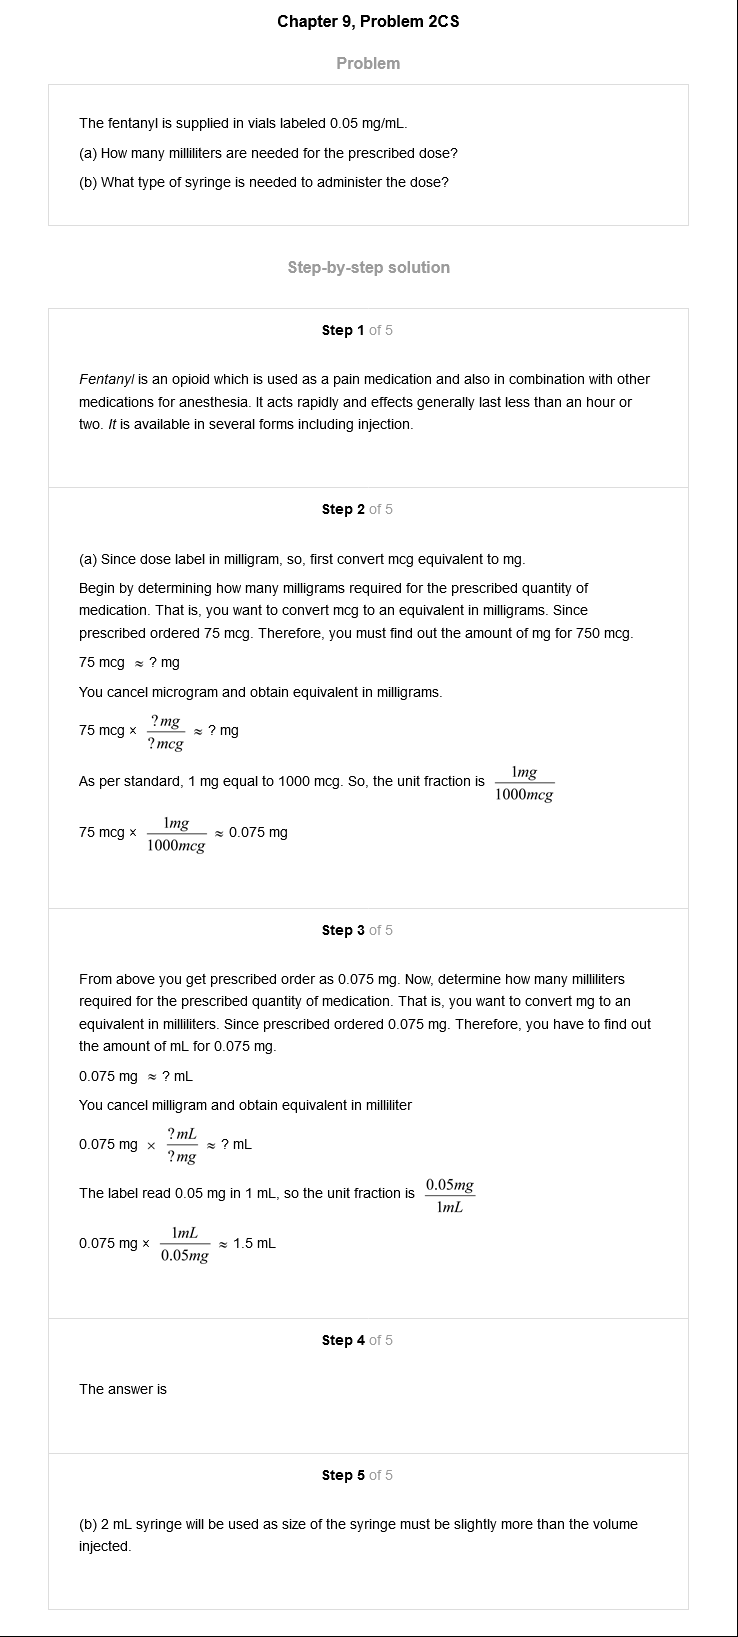 Chapter 9, Problem 2CS
Problem
The fentanyl is supplied in vials labeled 0.05 mg/mL.
(a) How many milliliters are needed for the prescribed dose?
(b) What type of syringe is needed to administer the dose?
Step-by-step solution
Step 1 of 5
Fentanyl is an opioid which is used as a pain medication and also in combination with other
medications for anesthesia. It acts rapidly and effects generally last less than an hour or
two. It is available in several forms including injection.
Step 2 of 5
(a) Since dose label in milligram, so, first convert mcg equivalent to mg.
Begin by determining how many milligrams required for the prescribed quantity of
medication. That is, you want to convert mcg to an equivalent in milligrams. Since
prescribed ordered 75 mcg. Therefore, you must find out the amount of mg for 750 mcg.
75 mcg ≈ ? mg
You cancel microgram and obtain equivalent in milligrams.
75 mcg × ?mg / ?mcg ≈ ? mg
As per standard, 1 mg equal to 1000 mcg. So, the unit fraction is 1mg / 1000mcg
75 mcg × 1mg / 1000mcg ≈ 0.075 mg
Step 3 of 5
From above you get prescribed order as 0.075 mg. Now, determine how many milliliters
required for the prescribed quantity of medication. That is, you want to convert mg to an
equivalent in milliliters. Since prescribed ordered 0.075 mg. Therefore, you have to find out
the amount of mL for 0.075 mg.
0.075 mg ≈ ? mL
You cancel milligram and obtain equivalent in milliliter
0.075 mg × ?mL / ?mg ≈ ? mL
The label read 0.05 mg in 1 mL, so the unit fraction is 0.05mg / 1mL
0.075 mg × 1mL / 0.05mg ≈ 1.5 mL
Step 4 of 5
The answer is
Step 5 of 5
(b) 2 mL syringe will be used as size of the syringe must be slightly more than the volume
injected.